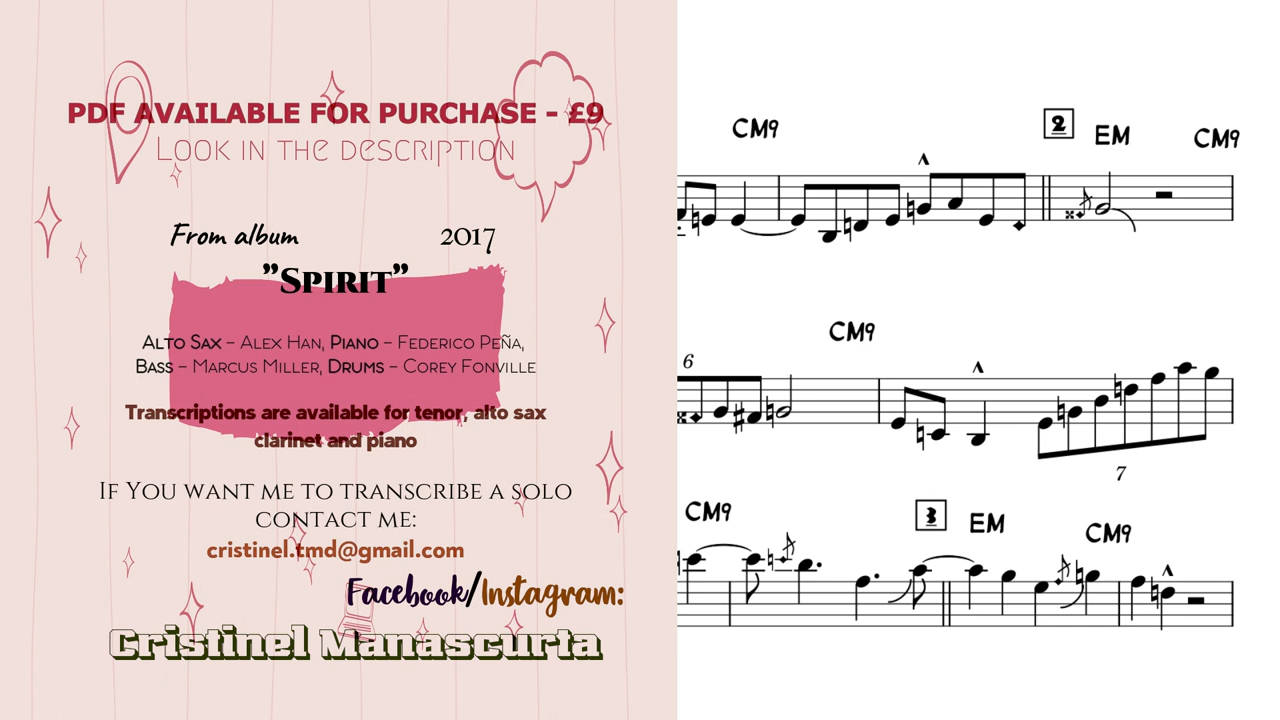 PDF AVAILABLE FOR PURCHASE - £9
Look in the description
From album 2017
"Spirit"
Alto Sax – Alex Han, Piano – Federico Peña,
Bass – Marcus Miller, Drums – Corey Fonville
Transcriptions are available for tenor, alto sax
clarinet and piano
If You want me to transcribe a solo
contact me:
cristinel.tmd@gmail.com
Facebook/Instagram:
Cristinel Manascurta
CM9 2 EM CM9
6 CM9
7
CM9 3 EM CM9